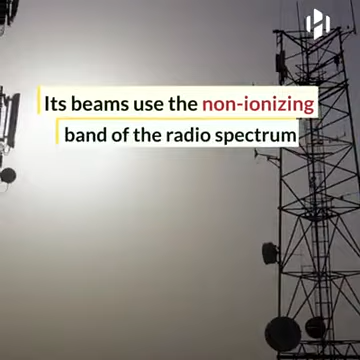 Its beams use the non-ionizing
band of the radio spectrum